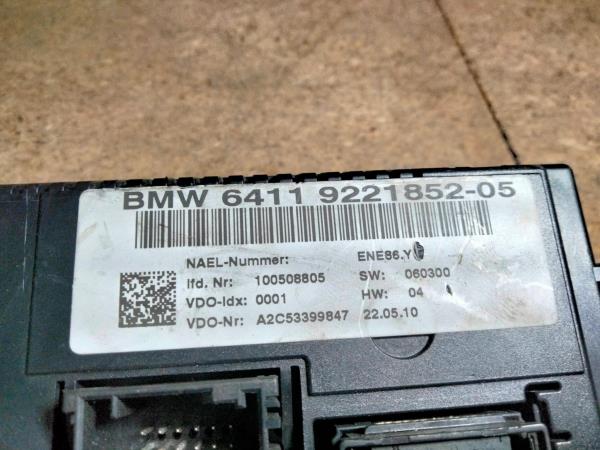 BMW 6411 9221852-05
NAEL-Nummer: ENE86.Y
lfd. Nr: 100508805 SW: 060300
VDO-Idx: 0001 HW: 04
VDO-Nr: A2C53399847 22.05.10